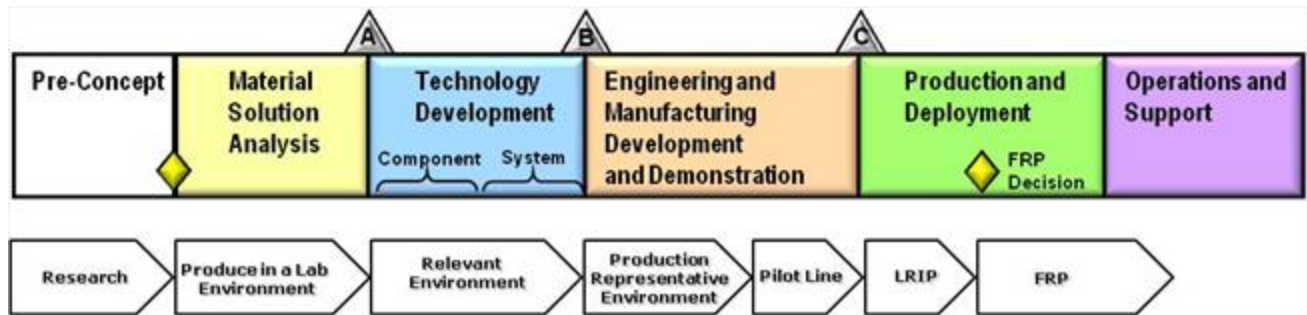 A
B
C
Pre-Concept
Material
Solution
Analysis
Technology
Development
Component
System
Engineering and
Manufacturing
Development
and Demonstration
Production and
Deployment
FRP
Decision
Operations and
Support
Research
Produce in a Lab
Environment
Relevant
Environment
Production
Representative
Environment
Pilot Line
LRIP
FRP